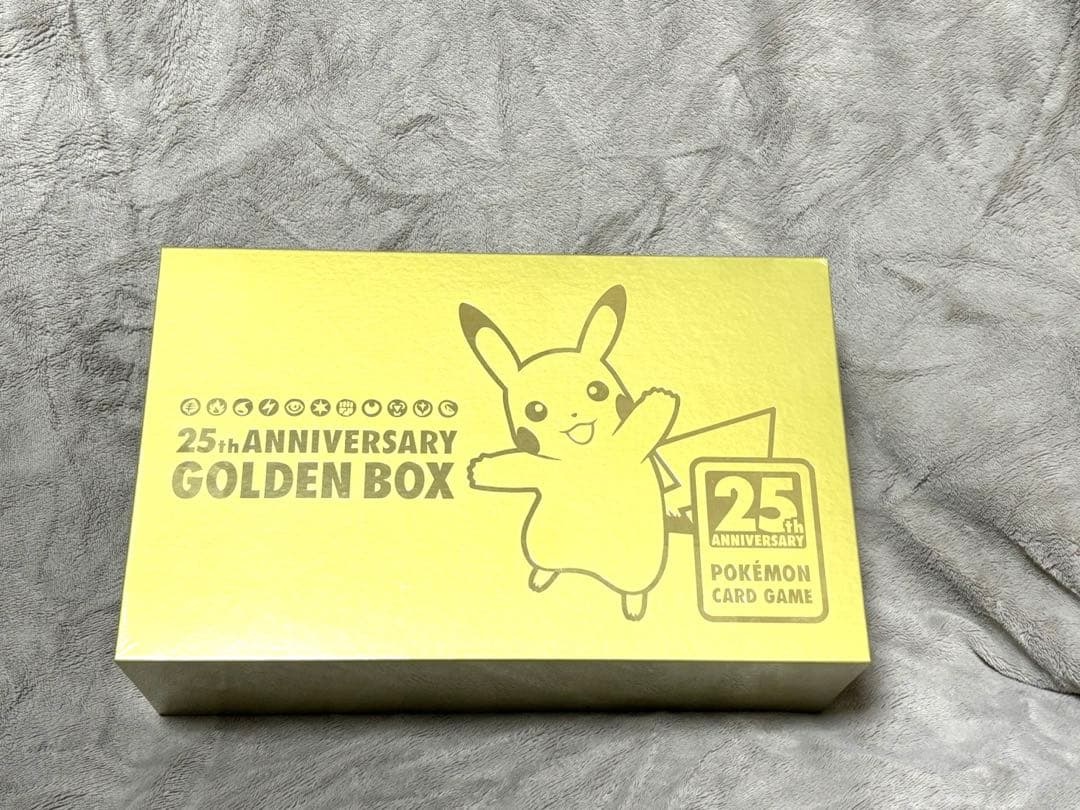 25th ANNIVERSARY
GOLDEN BOX
25th
ANNIVERSARY
POKÉMON
CARD GAME